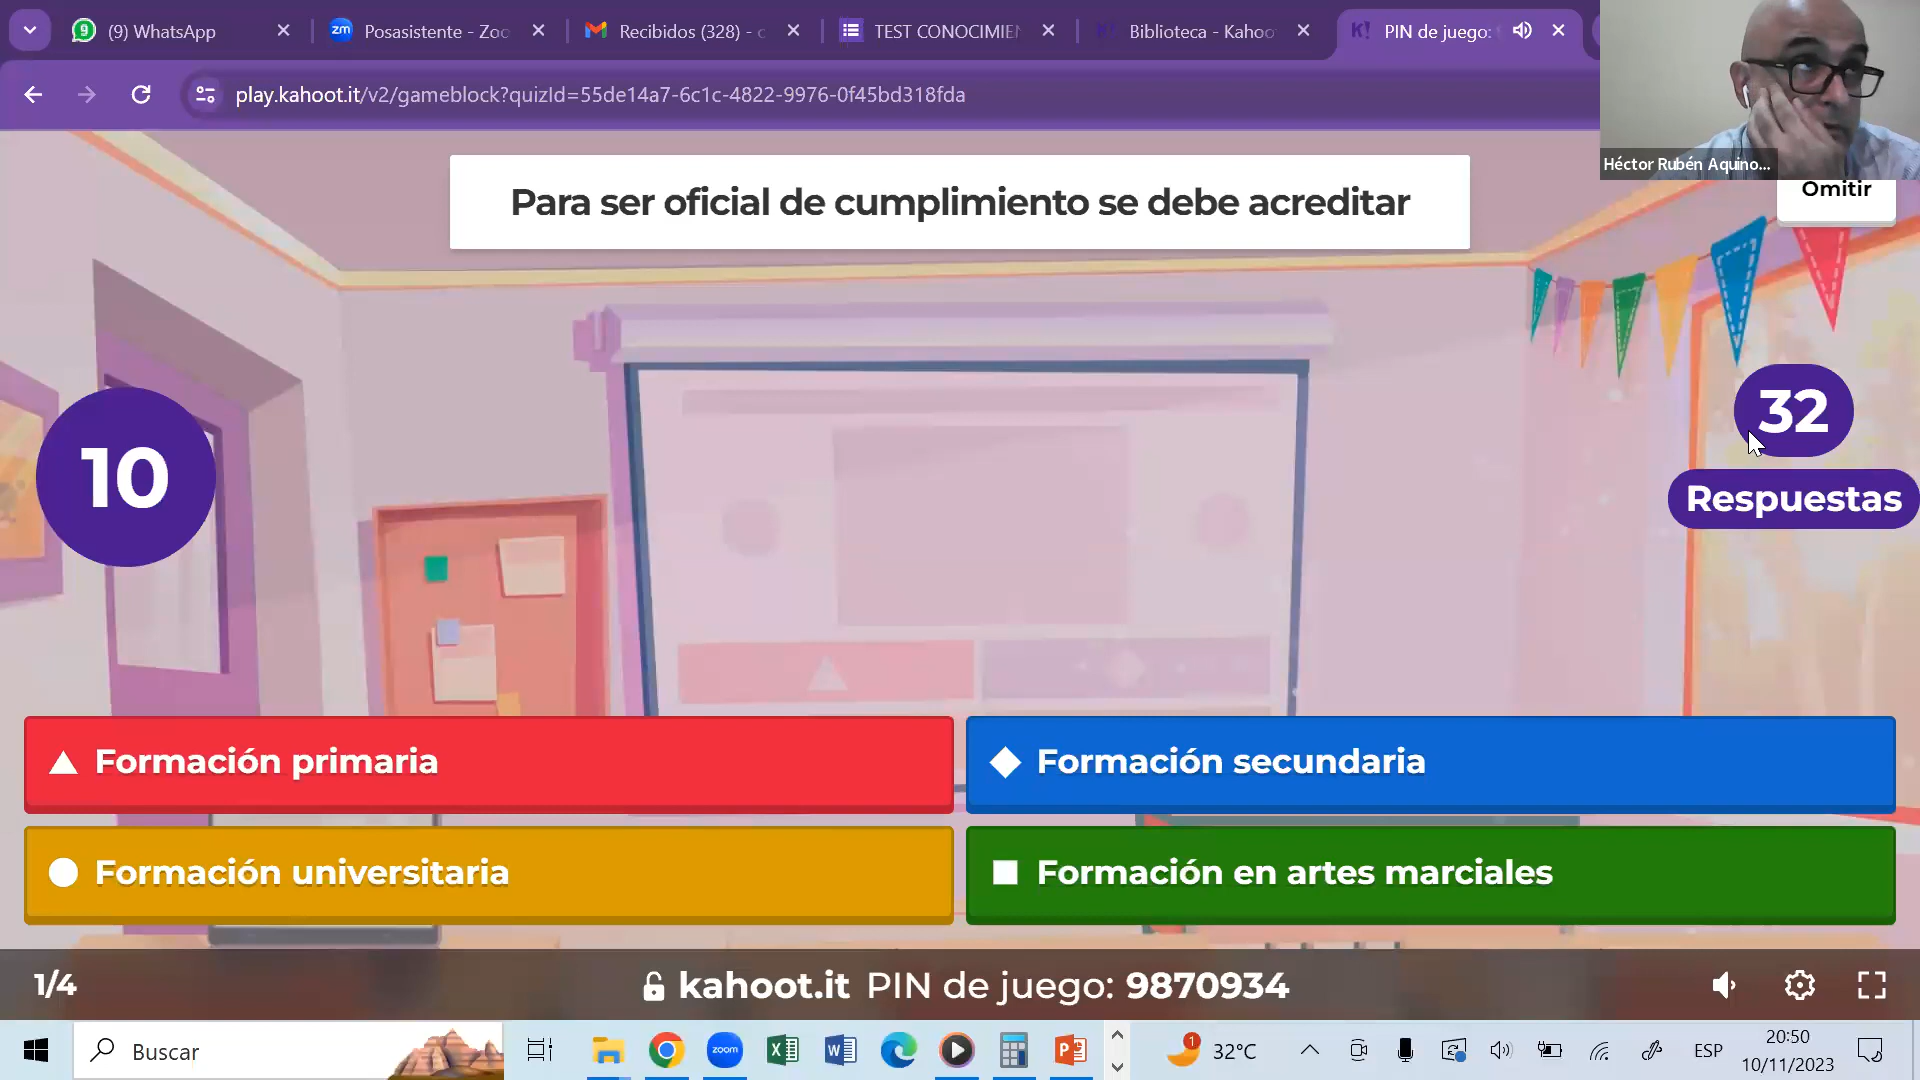 (9) WhatsApp
zm Posasistente - Zoo
Recibidos (328) - c
TEST CONOCIMIEN
Biblioteca - Kahoo
K! PIN de juego:
play.kahoot.it/v2/gameblock?quizId=55de14a7-6c1c-4822-9976-0f45bd318fda
Héctor Rubén Aquino...
Omitir
Para ser oficial de cumplimiento se debe acreditar
10
32
Respuestas
Formación primaria
Formación secundaria
Formación universitaria
Formación en artes marciales
1/4
kahoot.it PIN de juego: 9870934
Buscar
zoom
1
32°C
ESP
20:50
10/11/2023